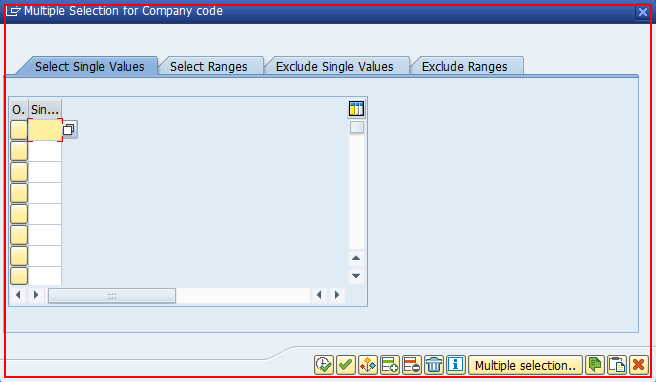 Multiple Selection for Company code
Select Single Values Select Ranges Exclude Single Values Exclude Ranges
O. Sin...
Multiple selection..